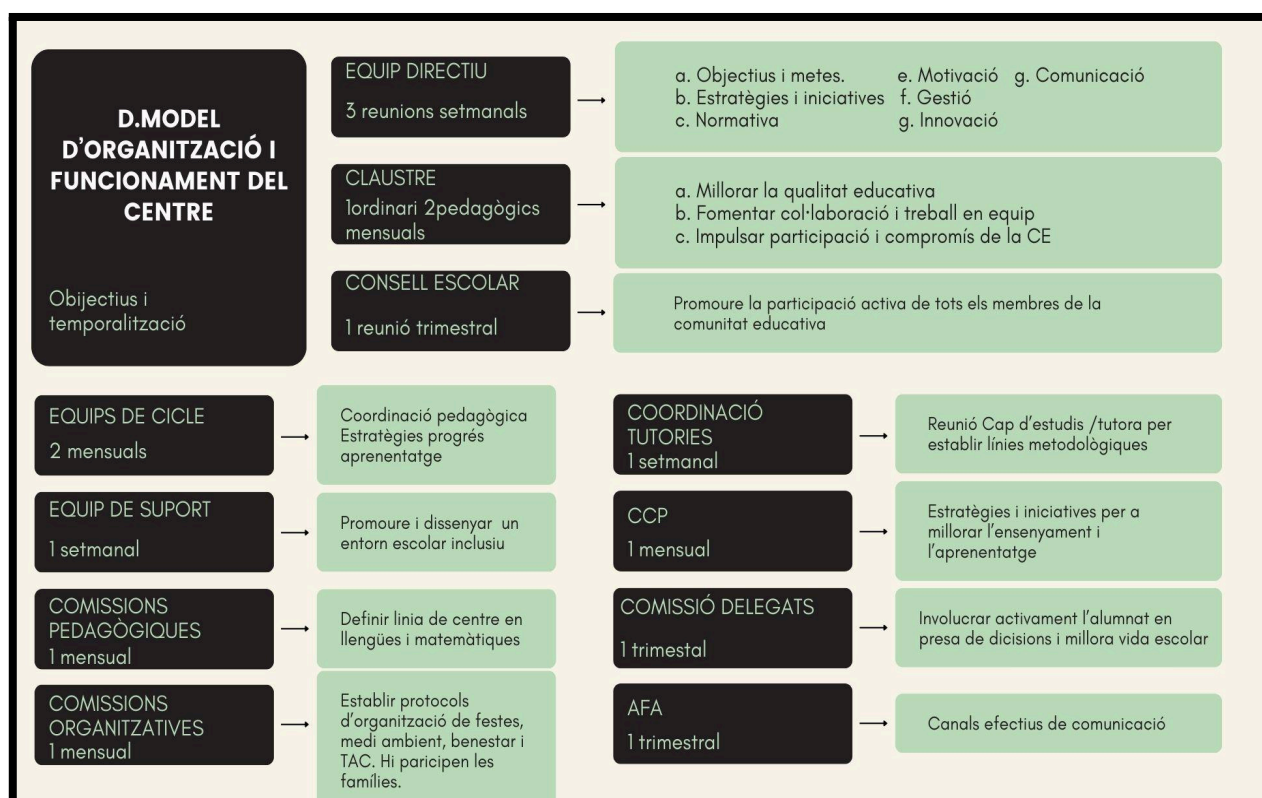 D.MODEL
D'ORGANITZACIÓ I
FUNCIONAMENT DEL
CENTRE
Obijectius i
temporalització
EQUIP DIRECTIU
3 reunions setmanals
a. Objectius i metes.
b. Estratègies i iniciatives
c. Normativa
e. Motivació
f. Gestió
g. Innovació
g. Comunicació
CLAUSTRE
1ordinari 2pedagògics
mensuals
a. Millorar la qualitat educativa
b. Fomentar col·laboració i treball en equip
c. Impulsar participació i compromís de la CE
CONSELL ESCOLAR
1 reunió trimestral
Promoure la participació activa de tots els membres de la
comunitat educativa
EQUIPS DE CICLE
2 mensuals
Coordinació pedagògica
Estratègies progrés
aprenentatge
EQUIP DE SUPORT
1 setmanal
Promoure i dissenyar un
entorn escolar inclusiu
COMISSIONS
PEDAGÒGIQUES
1 mensual
Definir linia de centre en
llengües i matemàtiques
COMISSIONS
ORGANITZATIVES
1 mensual
Establir protocols
d'organització de festes,
medi ambient, benestar i
TAC. Hi paricipen les
famílies.
COORDINACIÓ
TUTORIES
1 setmanal
Reunió Cap d'estudis /tutora per
establir línies metodològiques
CCP
1 mensual
Estratègies i iniciatives per a
millorar l'ensenyament i
l'aprenentatge
COMISSIÓ DELEGATS
1 trimestal
Involucrar activament l'alumnat en
presa de dicisions i millora vida escolar
AFA
1 trimestral
Canals efectius de comunicació